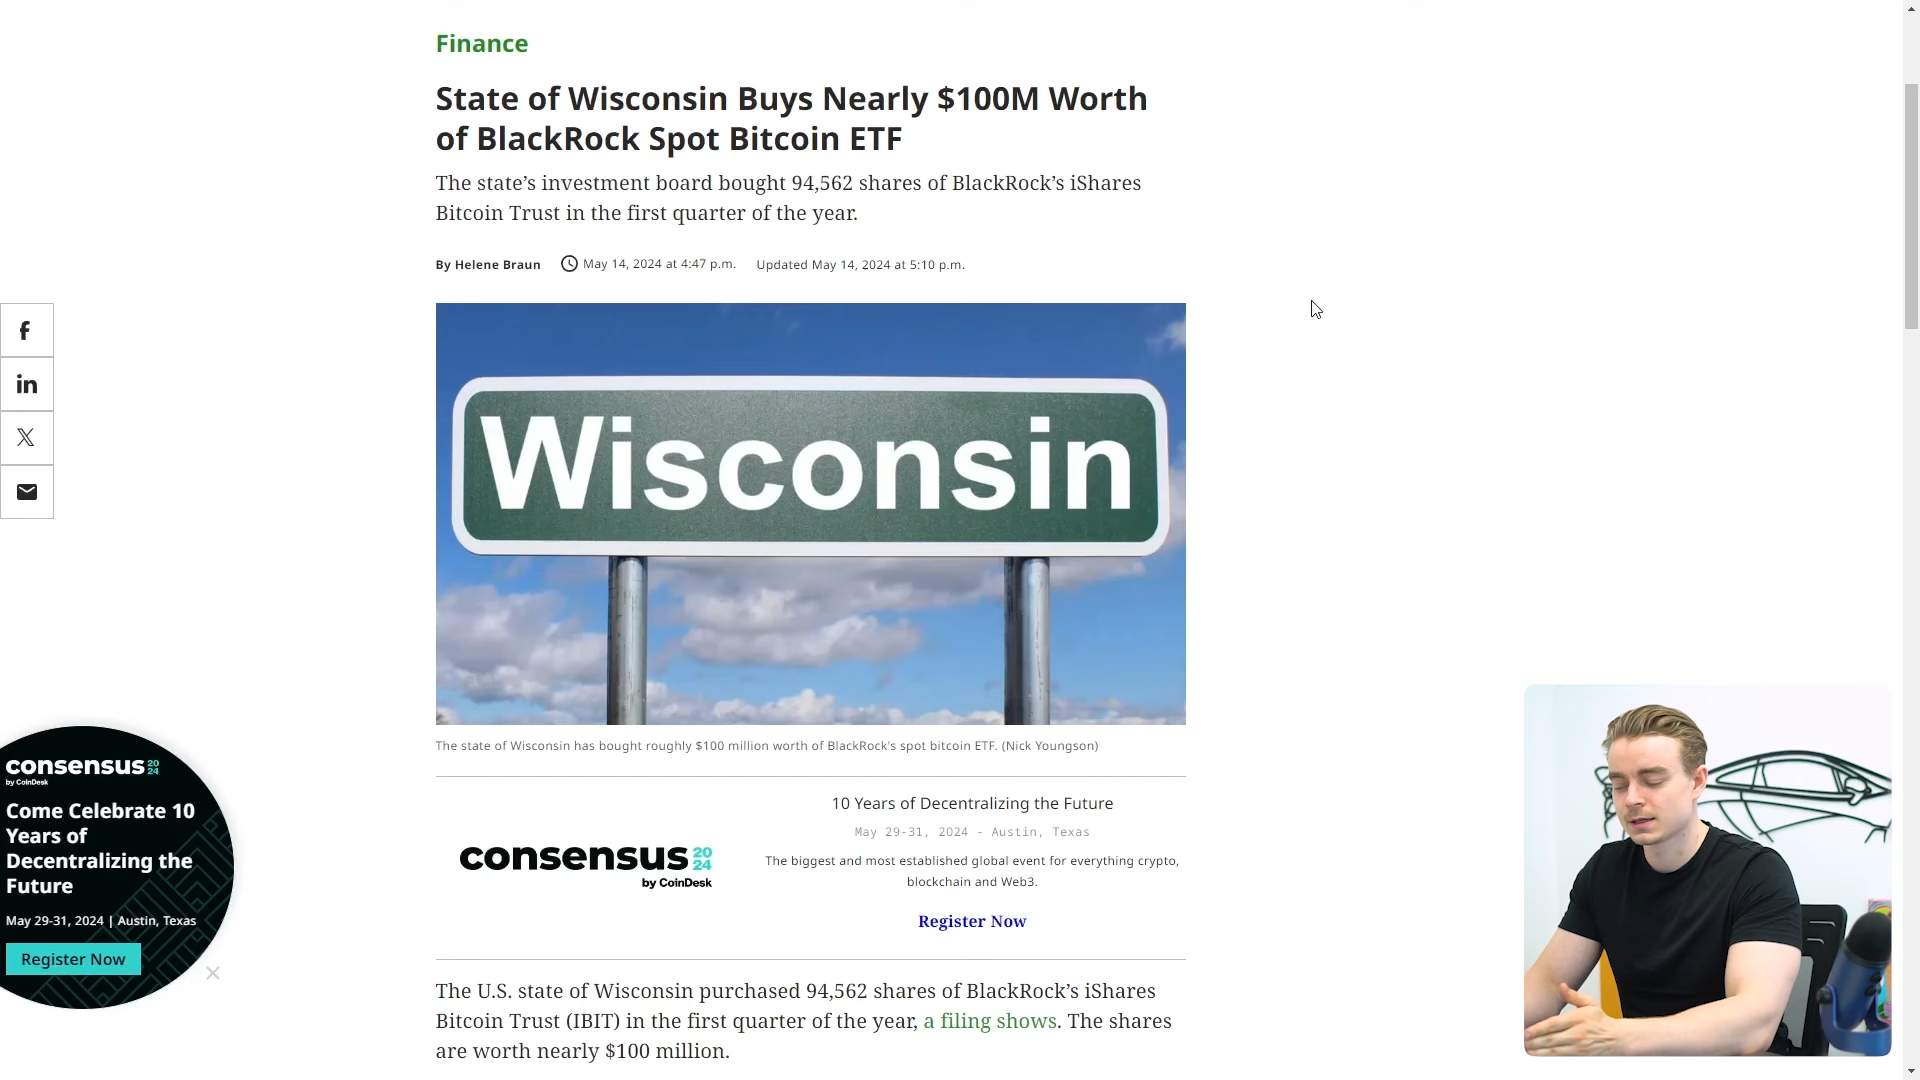 Finance
State of Wisconsin Buys Nearly $100M Worth
of BlackRock Spot Bitcoin ETF
The state’s investment board bought 94,562 shares of BlackRock’s iShares
Bitcoin Trust in the first quarter of the year.
By Helene Braun May 14, 2024 at 4:47 p.m. Updated May 14, 2024 at 5:10 p.m.
f
in
X
Wisconsin
The state of Wisconsin has bought roughly $100 million worth of BlackRock's spot bitcoin ETF. (Nick Youngson)
consensus 2024
by CoinDesk
Come Celebrate 10
Years of
Decentralizing the
Future
May 29-31, 2024 | Austin, Texas
Register Now
consensus 2024
by CoinDesk
10 Years of Decentralizing the Future
May 29-31, 2024 - Austin, Texas
The biggest and most established global event for everything crypto,
blockchain and Web3.
Register Now
The U.S. state of Wisconsin purchased 94,562 shares of BlackRock’s iShares
Bitcoin Trust (IBIT) in the first quarter of the year, a filing shows. The shares
are worth nearly $100 million.